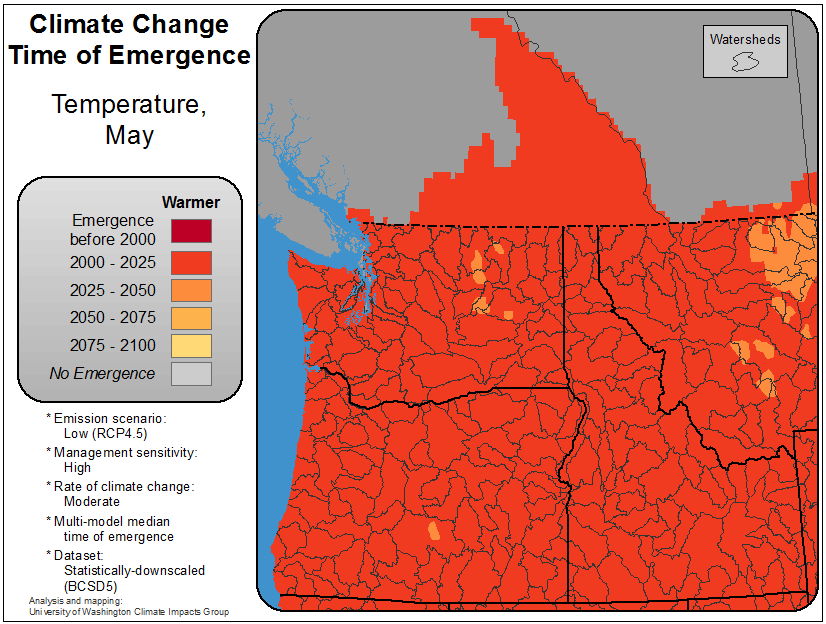 Climate Change
Time of Emergence
Temperature,
May
Warmer
Emergence
before 2000
2000 - 2025
2025 - 2050
2050 - 2075
2075 - 2100
No Emergence
* Emission scenario:
Low (RCP4.5)
* Management sensitivity:
High
* Rate of climate change:
Moderate
* Multi-model median
time of emergence
* Dataset:
Statistically-downscaled
(BCSD5)
Analysis and mapping:
University of Washington Climate Impacts Group
Watersheds